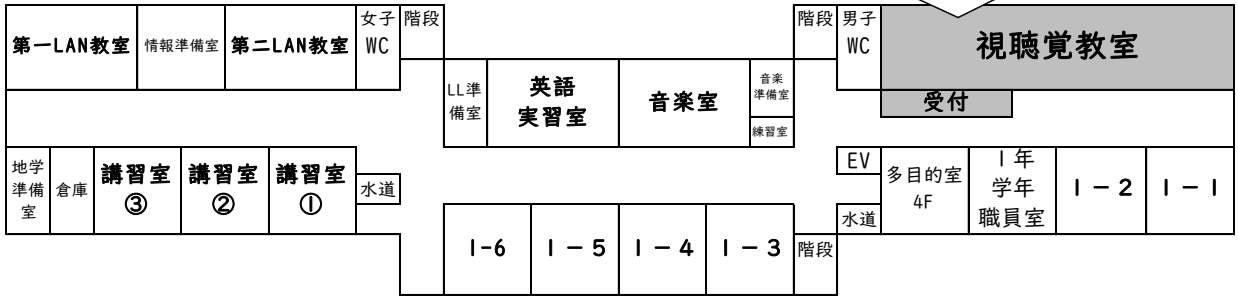 第一LAN教室
情報準備室
第二LAN教室
女子
WC
階段
階段
男子
WC
視聴覚教室
受付
LL準
備室
英語
実習室
音楽室
音楽
準備室
練習室
地学
準備
室
倉庫
講習室
③
講習室
②
講習室
①
水道
EV
水道
多目的室
4F
1年
学年
職員室
1－2
1－1
1-6
1－5
1－4
1－3
階段